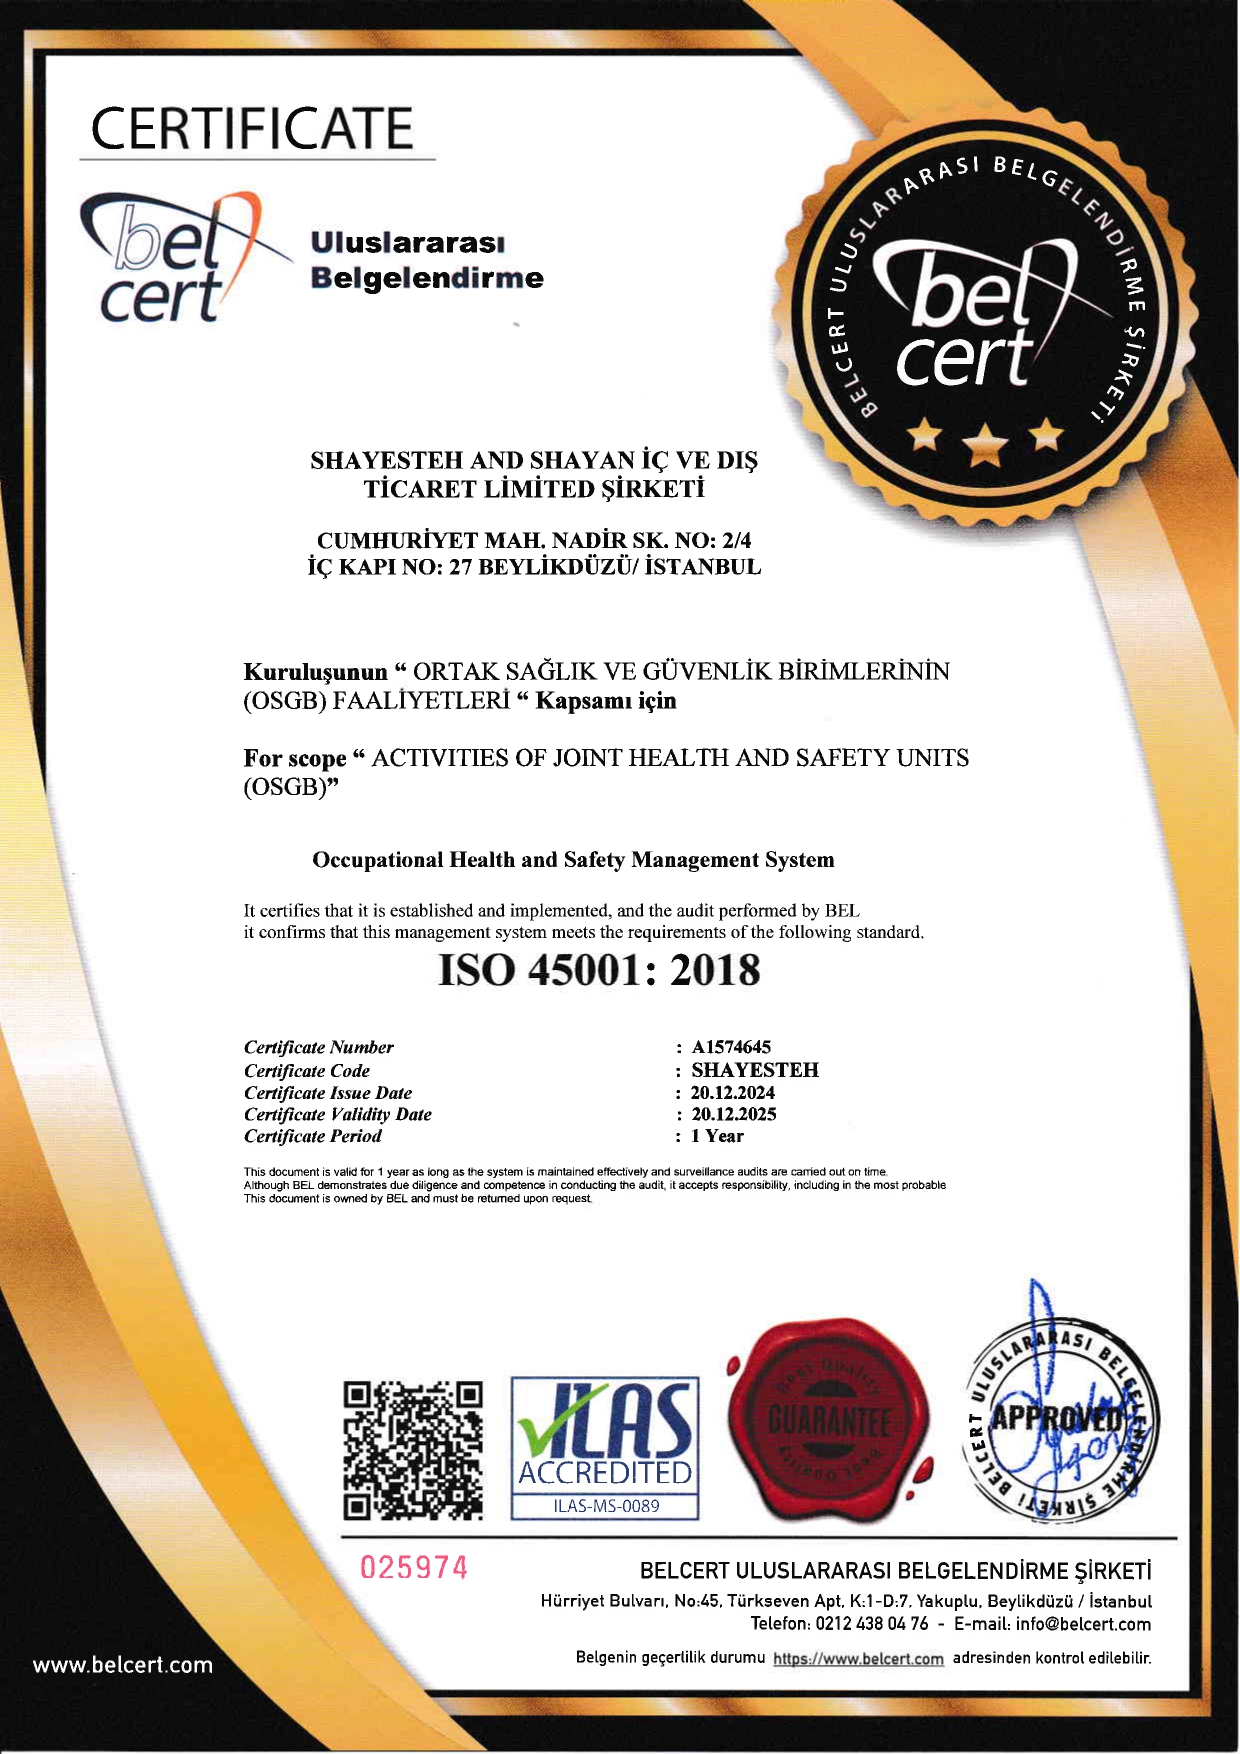 CERTIFICATE
bel
cert
Uluslararası
Belgelendirme
BELCERT ULUSLARARASI BELGELENDİRME ŞİRKETİ
bel
cert
SHAYESTEH AND SHAYAN İÇ VE DIŞ
TİCARET LİMİTED ŞİRKETİ
CUMHURİYET MAH. NADİR SK. NO: 2/4
İÇ KAPI NO: 27 BEYLİKDÜZÜ/ İSTANBUL
Kuruluşunun “ ORTAK SAĞLIK VE GÜVENLİK BİRİMLERİNİN
(OSGB) FAALİYETLERİ “ Kapsamı için
For scope “ ACTIVITIES OF JOINT HEALTH AND SAFETY UNITS
(OSGB)”
Occupational Health and Safety Management System
It certifies that it is established and implemented, and the audit performed by BEL
it confirms that this management system meets the requirements of the following standard.
ISO 45001: 2018
Certificate Number : A1574645
Certificate Code : SHAYESTEH
Certificate Issue Date : 20.12.2024
Certificate Validity Date : 20.12.2025
Certificate Period : 1 Year
This document is valid for 1 year as long as the system is maintained effectively and surveillance audits are carried out on time.
Although BEL demonstrates due diligence and competence in conducting the audit, it accepts responsibility, including in the most probable
This document is owned by BEL and must be returned upon request.
ILAS
ACCREDITED
ILAS-MS-0089
Best Quality
GUARANTEE
Best Quality
BELCERT ULUSLARARASI BELGELENDİRME ŞİRKETİ
APPROVED
025974
BELCERT ULUSLARARASI BELGELENDİRME ŞİRKETİ
Hürriyet Bulvarı, No:45, Türkseven Apt, K:1-D:7, Yakuplu, Beylikdüzü / İstanbul
Telefon: 0212 438 04 76 - E-mail: info@belcert.com
Belgenin geçerlilik durumu https://www.belcert.com adresinden kontrol edilebilir.
www.belcert.com